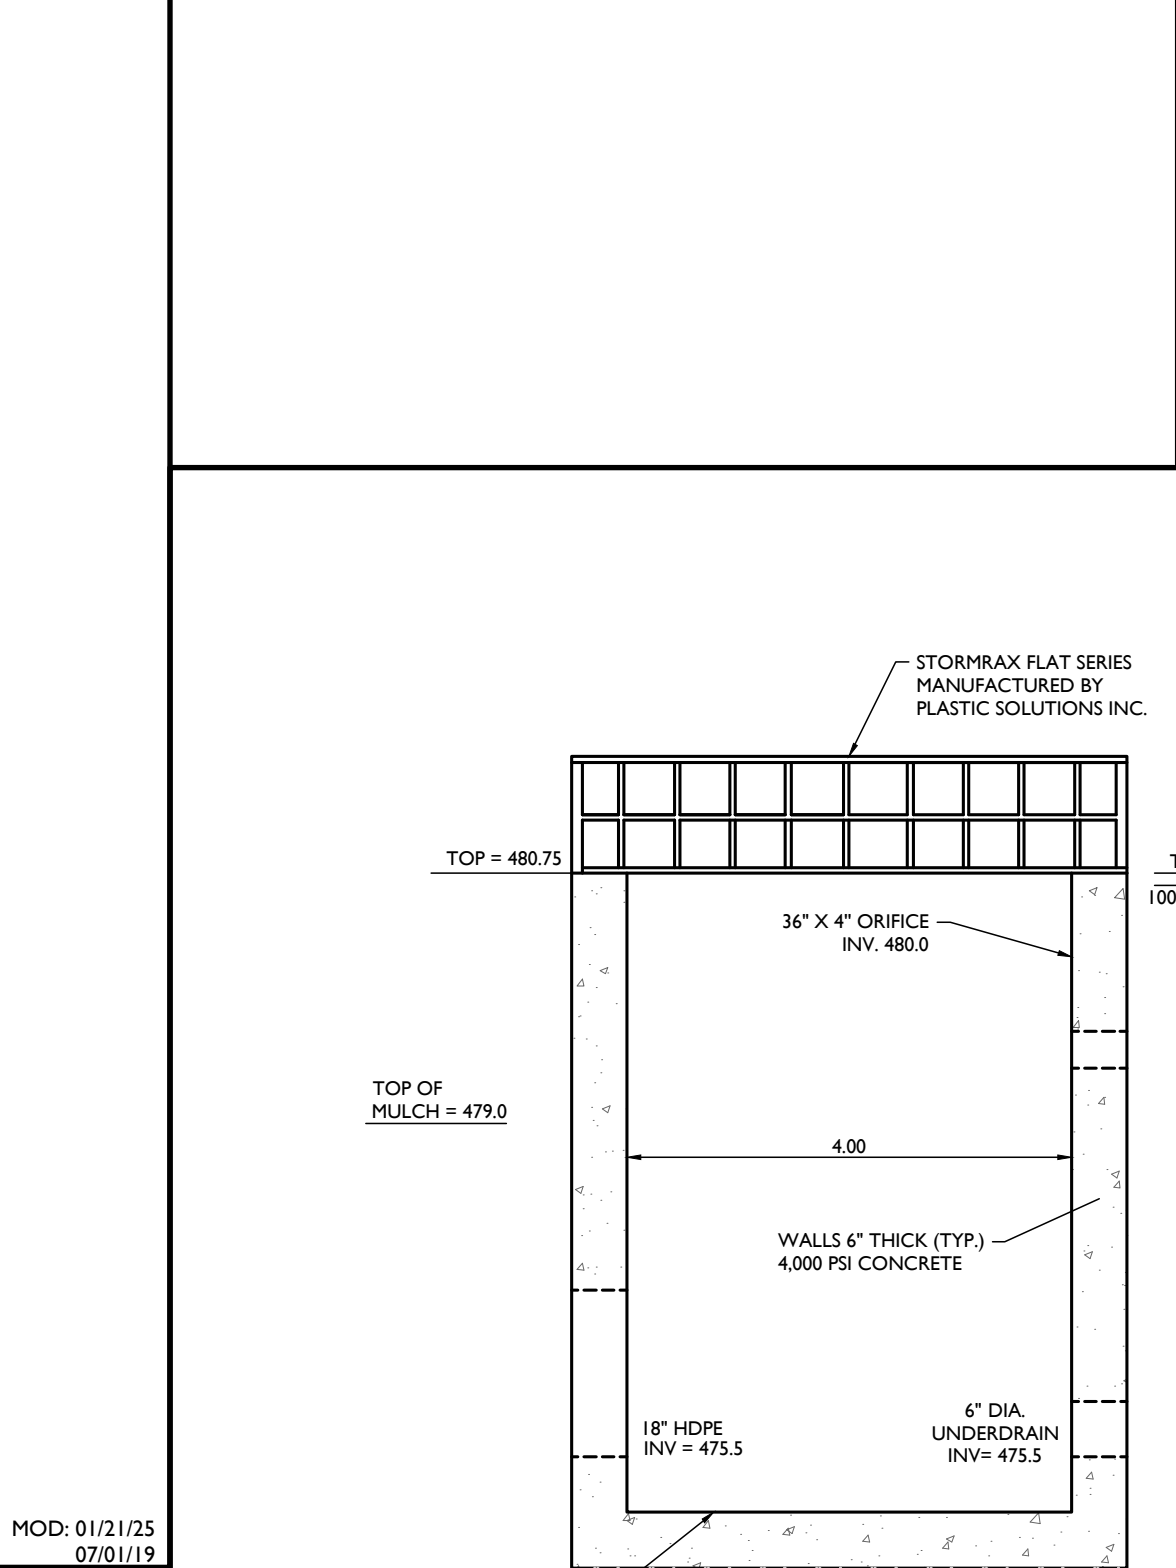 STORMRAX FLAT SERIES
MANUFACTURED BY
PLASTIC SOLUTIONS INC.
TOP = 480.75
100
36" X 4" ORIFICE
INV. 480.0
TOP OF
MULCH = 479.0
4.00
WALLS 6" THICK (TYP.)
4,000 PSI CONCRETE
18" HDPE
INV = 475.5
6" DIA.
UNDERDRAIN
INV= 475.5
MOD: 01/21/25
07/01/19